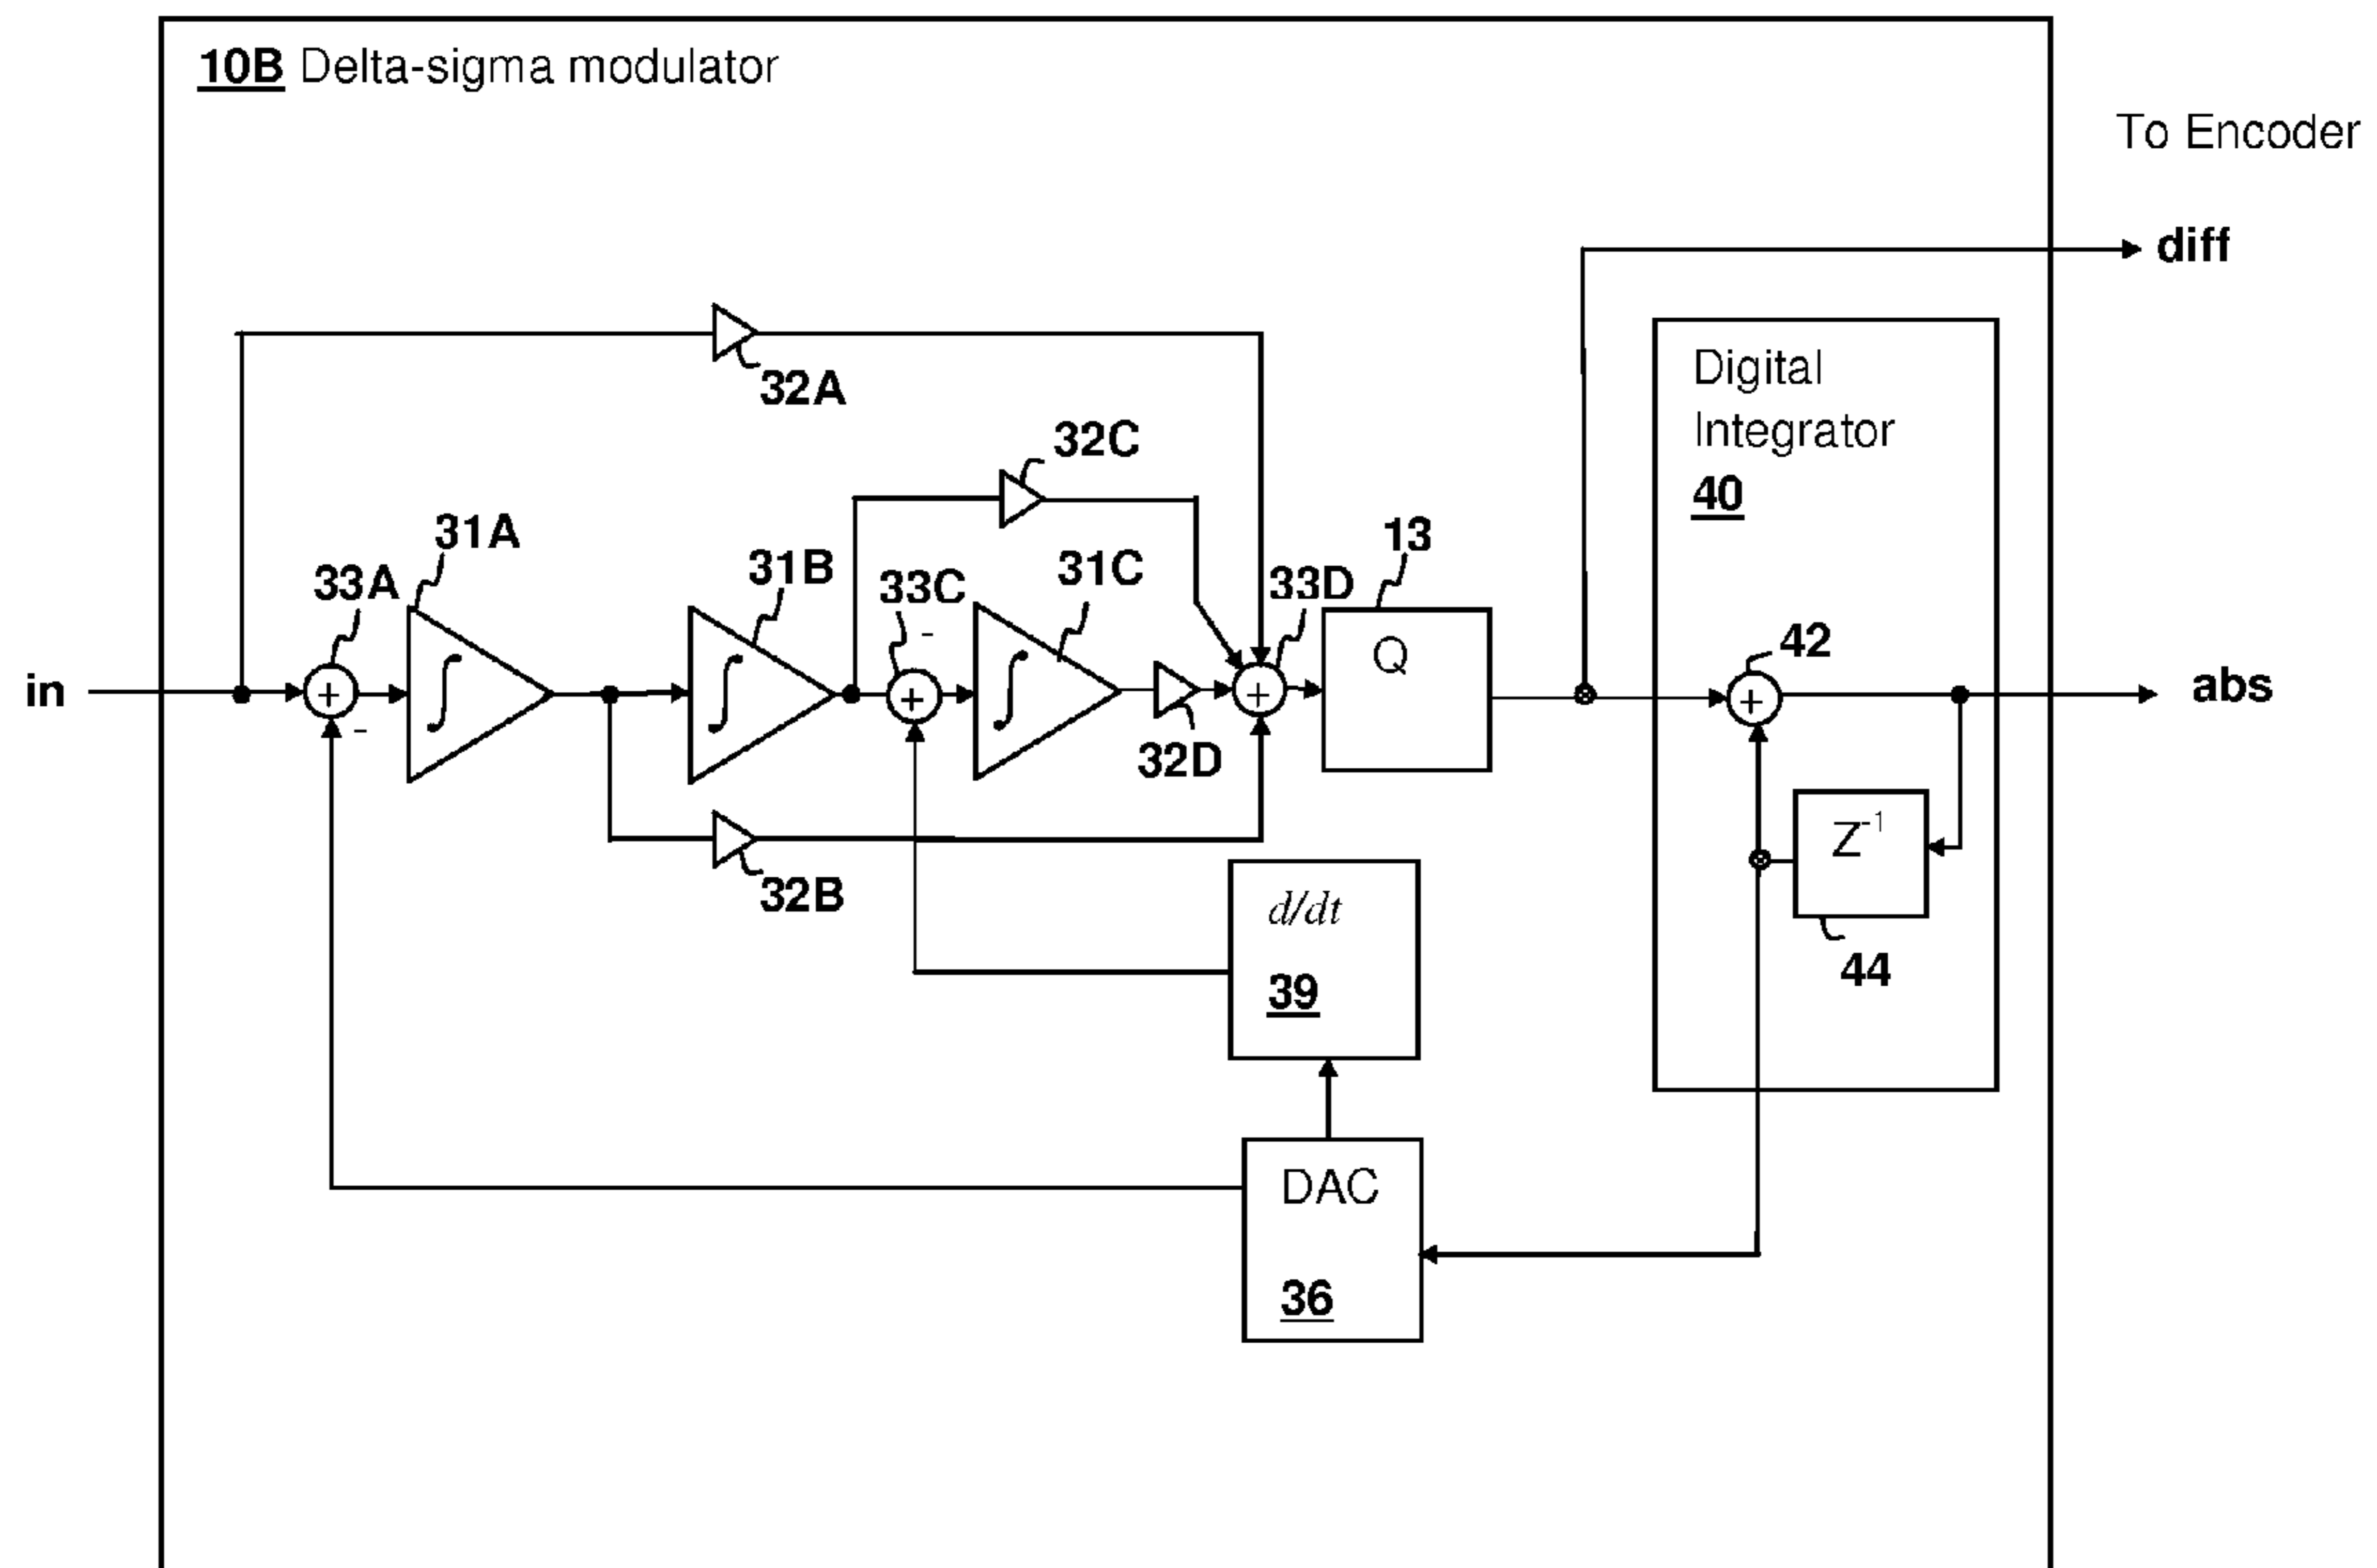 10B Delta-sigma modulator
To Encoder
diff
32A
Digital
Integrator
40
32C
31A
13
33A
31B
33C
31C
33D
-
Q
42
in
+
∫
∫
+
∫
+
+
abs
-
32D
Z-1
32B
d/dt
39
44
DAC
36